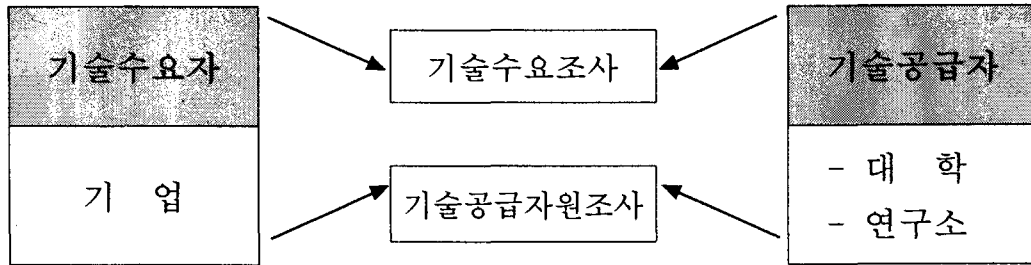 기술수요자
기 업
기술수요조사
기술공급자원조사
기술공급자
- 대 학
- 연구소